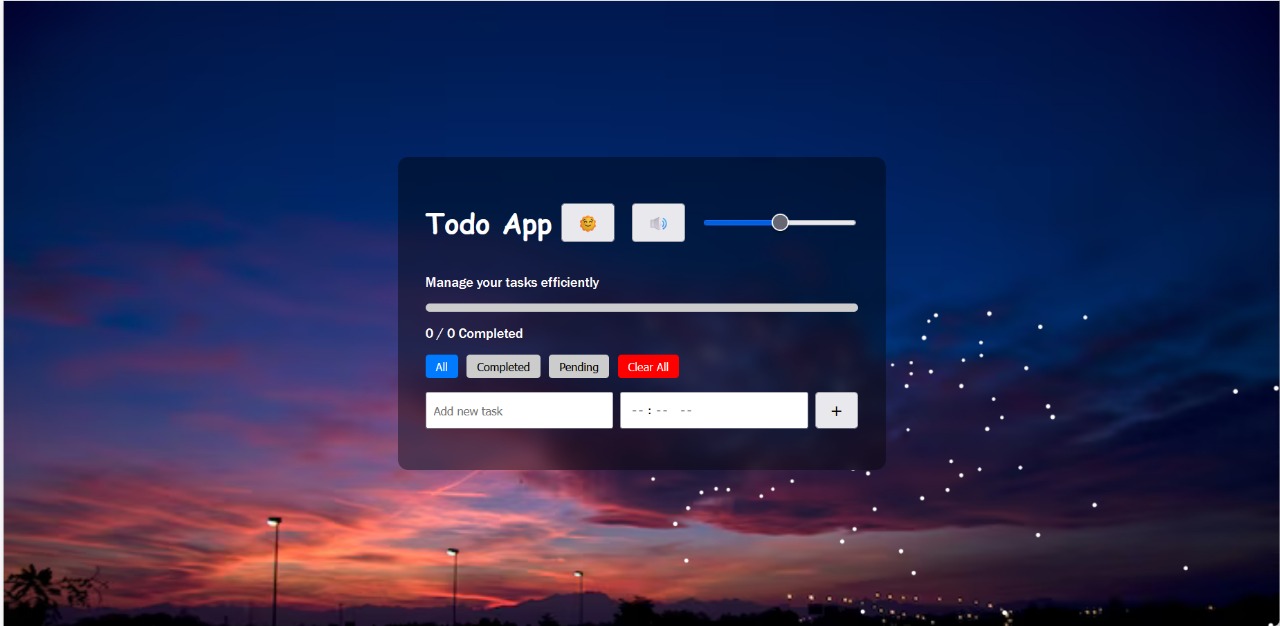 Todo App
Manage your tasks efficiently
0 / 0 Completed
All Completed Pending Clear All
Add new task --:-- -- +